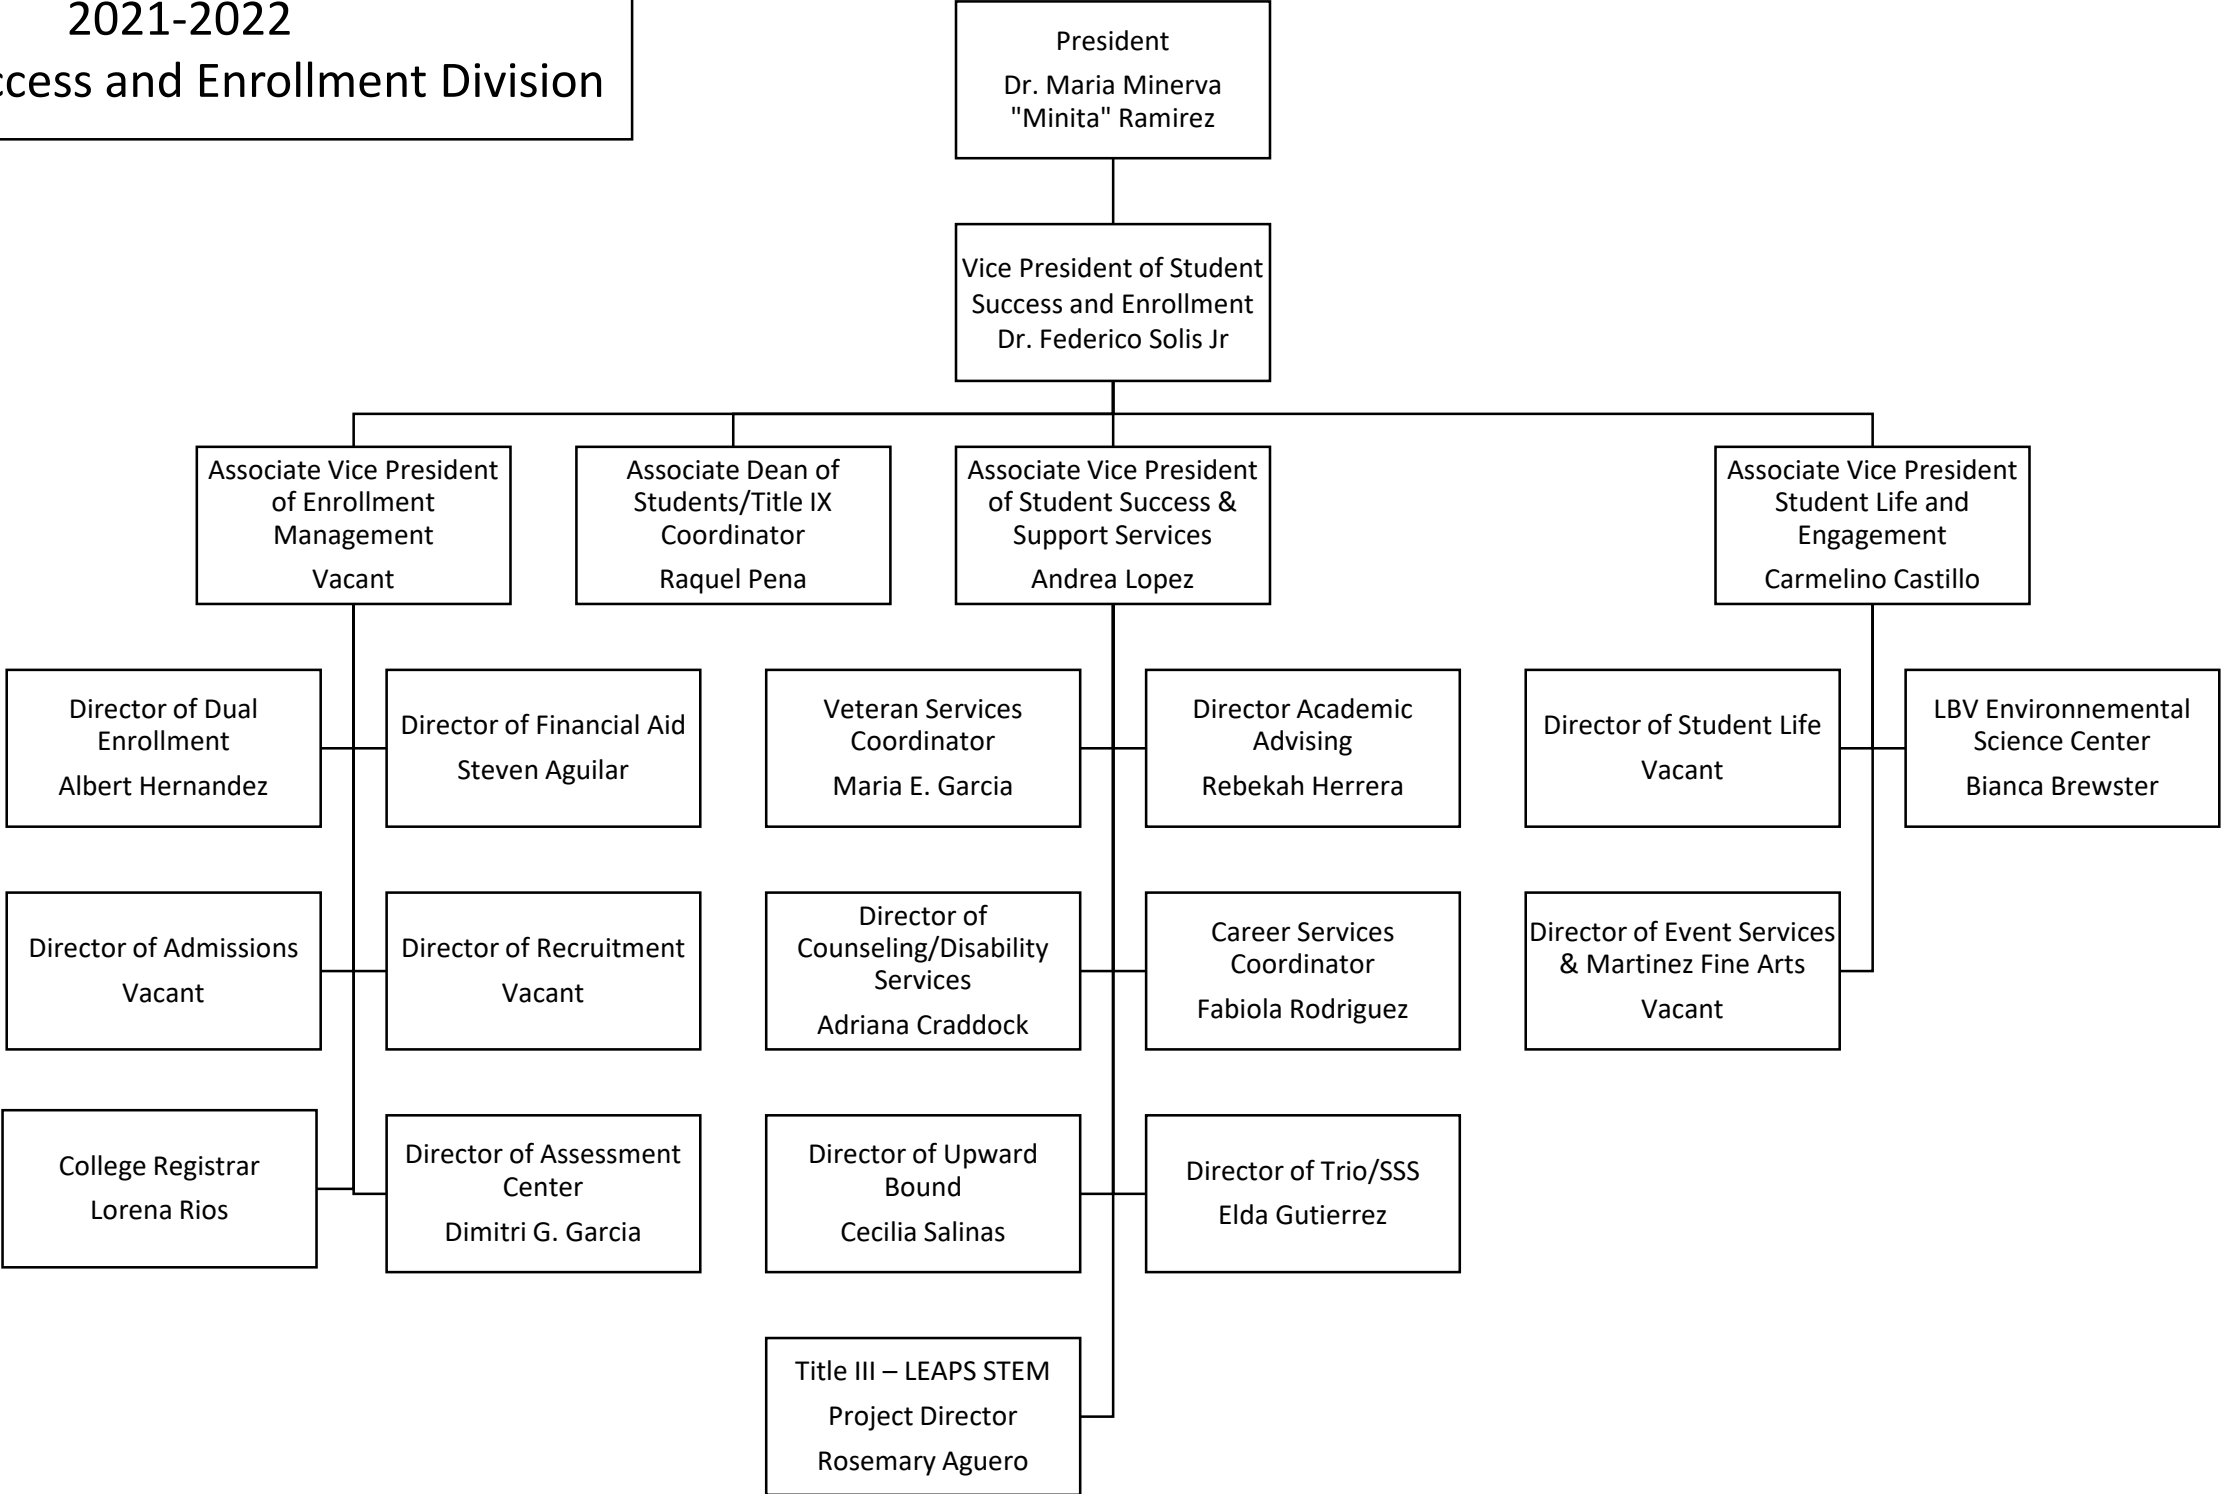 2021-2022
cess and Enrollment Division
President
Dr. Maria Minerva
"Minita" Ramirez
Vice President of Student
Success and Enrollment
Dr. Federico Solis Jr
Associate Vice President
of Enrollment
Management
Vacant
Associate Dean of
Students/Title IX
Coordinator
Raquel Pena
Associate Vice President
of Student Success &
Support Services
Andrea Lopez
Associate Vice President
Student Life and
Engagement
Carmelino Castillo
Director of Dual
Enrollment
Albert Hernandez
Director of Financial Aid
Steven Aguilar
Veteran Services
Coordinator
Maria E. Garcia
Director Academic
Advising
Rebekah Herrera
Director of Student Life
Vacant
LBV Environnemental
Science Center
Bianca Brewster
Director of Admissions
Vacant
Director of Recruitment
Vacant
Director of
Counseling/Disability
Services
Adriana Craddock
Career Services
Coordinator
Fabiola Rodriguez
Director of Event Services
& Martinez Fine Arts
Vacant
College Registrar
Lorena Rios
Director of Assessment
Center
Dimitri G. Garcia
Director of Upward
Bound
Cecilia Salinas
Director of Trio/SSS
Elda Gutierrez
Title III – LEAPS STEM
Project Director
Rosemary Aguero